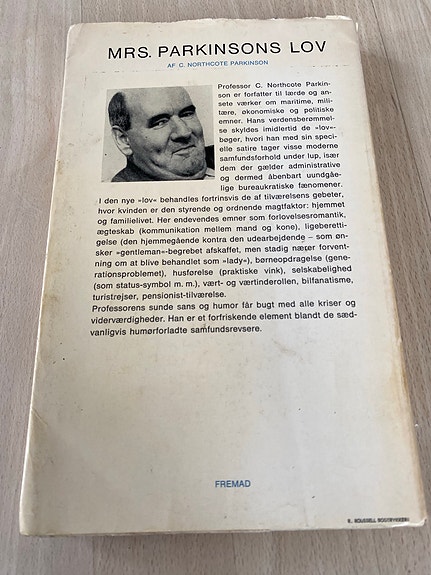 MRS. PARKINSONS LOV
AF C. NORTHCOTE PARKINSON
Professor C. Northcote Parkin-
son er forfatter til lærde og an-
sete værker om maritime, mili-
tære, økonomiske og politiske
emner. Hans verdensberømmel-
se skyldes imidlertid de »lov«-
bøger, hvori han med sin speci-
elle satire tager visse moderne
samfundsforhold under lup, især
dem der gælder administrative
og dermed åbenbart uundgåe-
lige bureaukratiske fænomener.
I den nye »lov« behandles fortrinsvis de af tilværelsens gebeter,
hvor kvinden er den styrende og ordnende magtfaktor: hjemmet
og familielivet. Her endevendes emner som forlovelsesromantik,
ægteskab (kommunikation mellem mand og kone), ligeberetti-
gelse (den hjemmegående kontra den udearbejdende – som øn-
sker »gentleman«-begrebet afskaffet, men stadig nærer forvent-
ning om at blive behandlet som »lady«), børneopdragelse (gene-
rationsproblemet), husførelse (praktiske vink), selskabelighed
(som status-symbol m. m.), vært- og værtinderollen, bilfanatisme,
turistrejser, pensionist-tilværelse.
Professorens sunde sans og humor får bugt med alle kriser og
viderværdigheder. Han er et forfriskende element blandt de sæd-
vanligvis humørforladte samfundsrevsere.
FREMAD
E. ROUSSELL BOGTRYKKERI